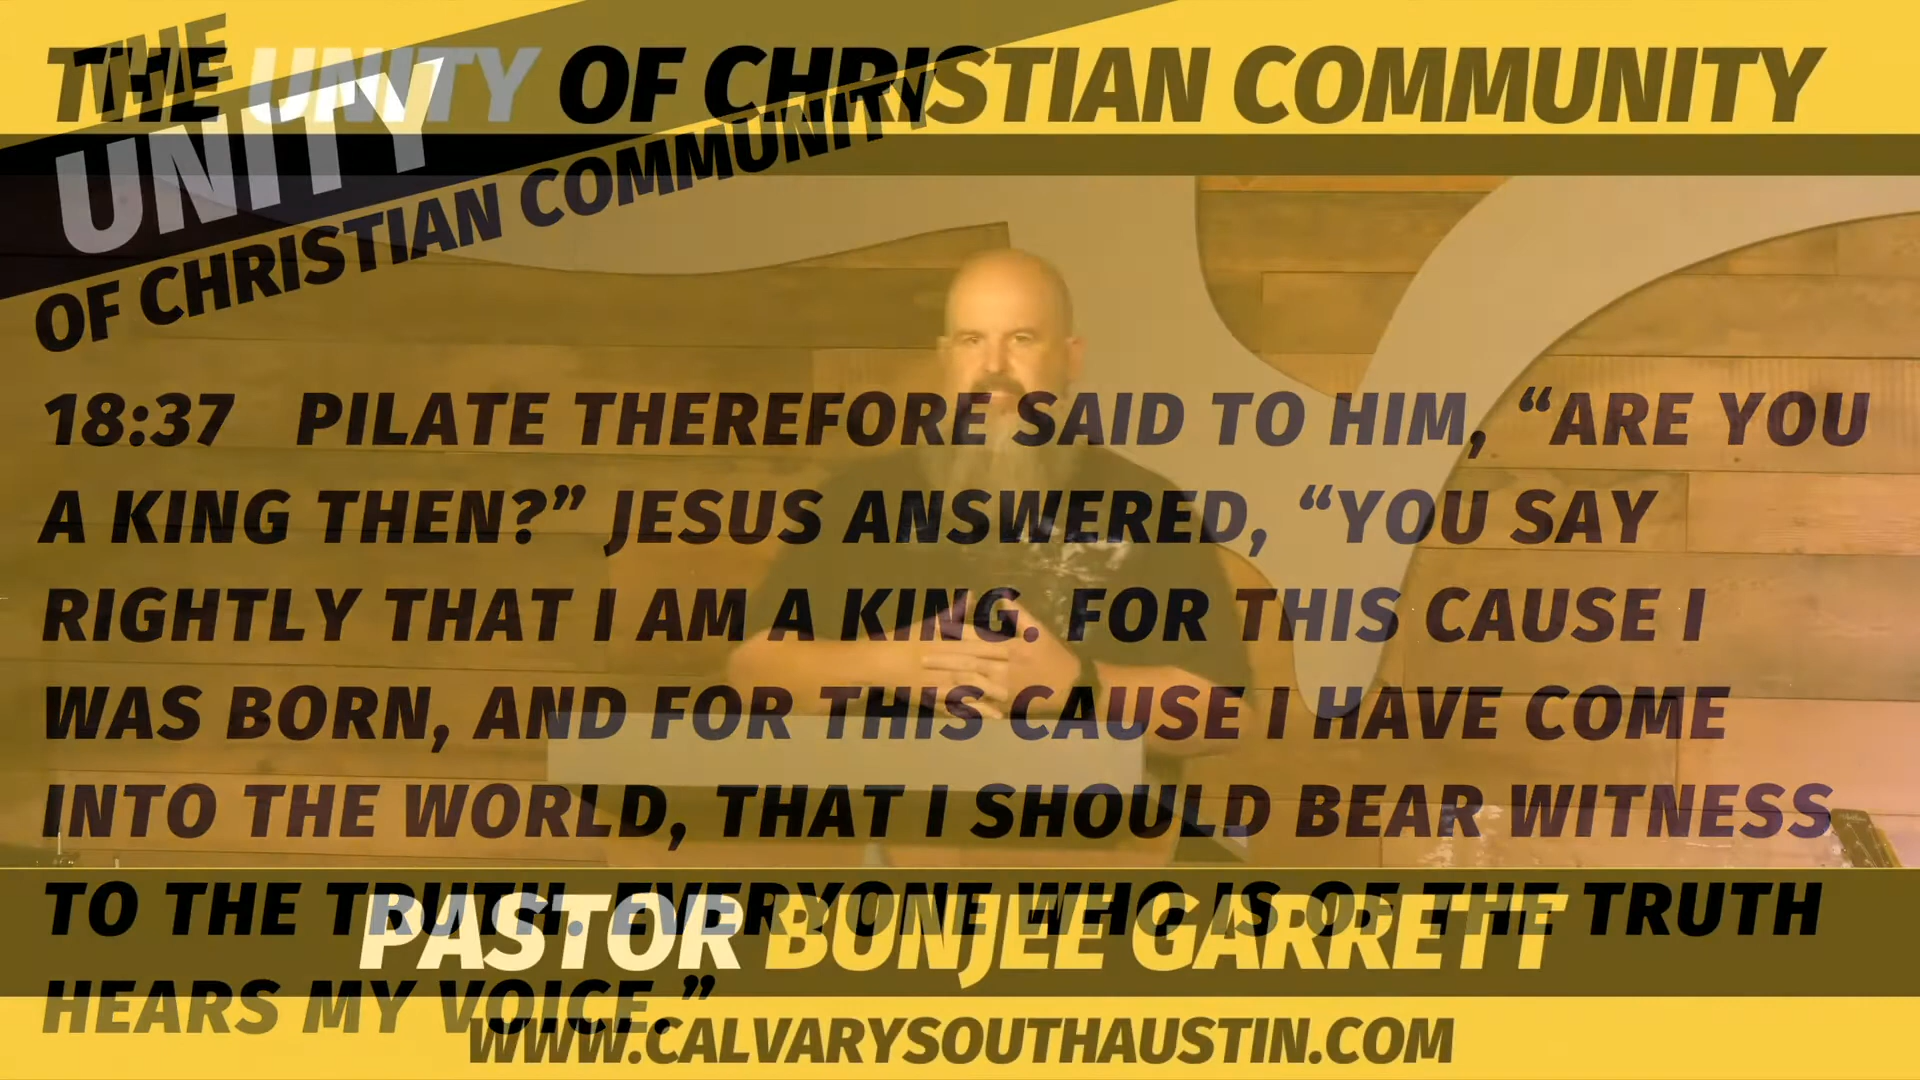 THE UNITY OF CHRISTIAN COMMUNITY
THE
UNITY
OF CHRISTIAN COMMUNITY
18:37 PILATE THEREFORE SAID TO HIM, “ARE YOU
A KING THEN?” JESUS ANSWERED, “YOU SAY
RIGHTLY THAT I AM A KING. FOR THIS CAUSE I
WAS BORN, AND FOR THIS CAUSE I HAVE COME
INTO THE WORLD, THAT I SHOULD BEAR WITNESS
TO THE TRUTH. EVERYONE WHO IS OF THE TRUTH
HEARS MY VOICE.”
PASTOR BUNJEE GARRETT
WWW.CALVARYSOUTHAUSTIN.COM